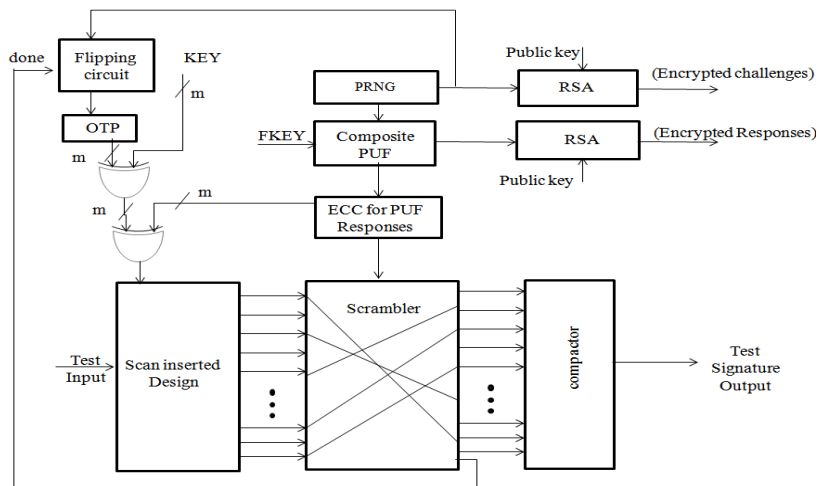 done
Flipping
circuit
KEY
m
OTP
m
m
m
PRNG
FKEY
Composite
PUF
ECC for PUF
Responses
Public key
RSA
(Encrypted challenges)
RSA
(Encrypted Responses)
Public key
Test
Input
Scan inserted
Design
Scrambler
compactor
Test
Signature
Output